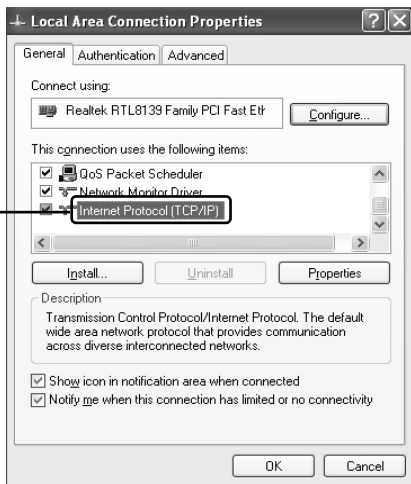 Local Area Connection Properties
General Authentication Advanced
Connect using:
Realtek RTL8139 Family PCI Fast Eth Configure...
This connection uses the following items:
QoS Packet Scheduler
Network Monitor Driver
Internet Protocol (TCP/IP)
Install... Uninstall Properties
Description
Transmission Control Protocol/Internet Protocol. The default
wide area network protocol that provides communication
across diverse interconnected networks.
Show icon in notification area when connected
Notify me when this connection has limited or no connectivity
OK Cancel